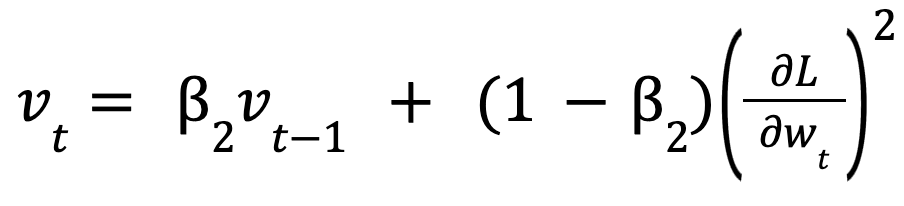 v_t = β_2 v_{t−1} + (1 − β_2)(∂L/∂w_t)^2